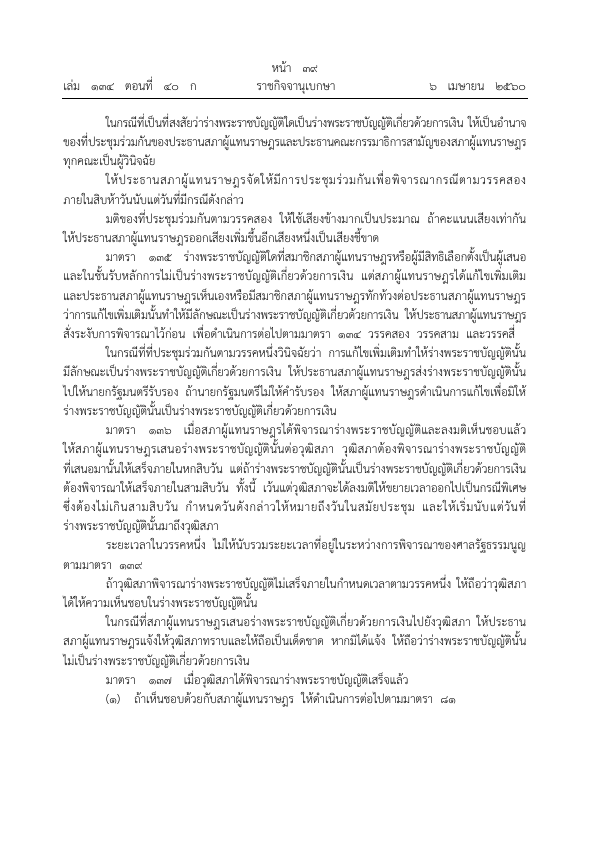 หน้า ๓๙
เล่ม ๑๓๔ ตอนที่ ๔๐ ก ราชกิจจานุเบกษา ๖ เมษายน ๒๕๖๐
ในกรณีที่เป็นที่สงสัยว่าร่างพระราชบัญญัติใดเป็นร่างพระราชบัญญัติเกี่ยวด้วยการเงิน ให้เป็นอำนาจ
ของที่ประชุมร่วมกันของประธานสภาผู้แทนราษฎรและประธานคณะกรรมาธิการสามัญของสภาผู้แทนราษฎร
ทุกคณะเป็นผู้วินิจฉัย
ให้ประธานสภาผู้แทนราษฎรจัดให้มีการประชุมร่วมกันเพื่อพิจารณากรณีตามวรรคสอง
ภายในสิบห้าวันนับแต่วันที่มีกรณีดังกล่าว
มติของที่ประชุมร่วมกันตามวรรคสอง ให้ใช้เสียงข้างมากเป็นประมาณ ถ้าคะแนนเสียงเท่ากัน
ให้ประธานสภาผู้แทนราษฎรออกเสียงเพิ่มขึ้นอีกเสียงหนึ่งเป็นเสียงชี้ขาด
มาตรา ๑๓๕ ร่างพระราชบัญญัติใดที่สมาชิกสภาผู้แทนราษฎรหรือผู้มีสิทธิเลือกตั้งเป็นผู้เสนอ
และในชั้นรับหลักการไม่เป็นร่างพระราชบัญญัติเกี่ยวด้วยการเงิน แต่สภาผู้แทนราษฎรได้แก้ไขเพิ่มเติม
และประธานสภาผู้แทนราษฎรเห็นเองหรือมีสมาชิกสภาผู้แทนราษฎรทักท้วงต่อประธานสภาผู้แทนราษฎร
ว่าการแก้ไขเพิ่มเติมนั้นทำให้มีลักษณะเป็นร่างพระราชบัญญัติเกี่ยวด้วยการเงิน ให้ประธานสภาผู้แทนราษฎร
สั่งระงับการพิจารณาไว้ก่อน เพื่อดำเนินการต่อไปตามมาตรา ๑๓๔ วรรคสอง วรรคสาม และวรรคสี่
ในกรณีที่ที่ประชุมร่วมกันตามวรรคหนึ่งวินิจฉัยว่า การแก้ไขเพิ่มเติมทำให้ร่างพระราชบัญญัตินั้น
มีลักษณะเป็นร่างพระราชบัญญัติเกี่ยวด้วยการเงิน ให้ประธานสภาผู้แทนราษฎรส่งร่างพระราชบัญญัตินั้น
ไปให้นายกรัฐมนตรีรับรอง ถ้านายกรัฐมนตรีไม่ให้คำรับรอง ให้สภาผู้แทนราษฎรดำเนินการแก้ไขเพื่อมิให้
ร่างพระราชบัญญัตินั้นเป็นร่างพระราชบัญญัติเกี่ยวด้วยการเงิน
มาตรา ๑๓๖ เมื่อสภาผู้แทนราษฎรได้พิจารณาร่างพระราชบัญญัติและลงมติเห็นชอบแล้ว
ให้สภาผู้แทนราษฎรเสนอร่างพระราชบัญญัตินั้นต่อวุฒิสภา วุฒิสภาต้องพิจารณาร่างพระราชบัญญัติ
ที่เสนอมานั้นให้เสร็จภายในหกสิบวัน แต่ถ้าร่างพระราชบัญญัตินั้นเป็นร่างพระราชบัญญัติเกี่ยวด้วยการเงิน
ต้องพิจารณาให้เสร็จภายในสามสิบวัน ทั้งนี้ เว้นแต่วุฒิสภาจะได้ลงมติให้ขยายเวลาออกไปเป็นกรณีพิเศษ
ซึ่งต้องไม่เกินสามสิบวัน กำหนดวันดังกล่าวให้หมายถึงวันในสมัยประชุม และให้เริ่มนับแต่วันที่
ร่างพระราชบัญญัตินั้นมาถึงวุฒิสภา
ระยะเวลาในวรรคหนึ่ง ไม่ให้นับรวมระยะเวลาที่อยู่ในระหว่างการพิจารณาของศาลรัฐธรรมนูญ
ตามมาตรา ๑๓๙
ถ้าวุฒิสภาพิจารณาร่างพระราชบัญญัติไม่เสร็จภายในกำหนดเวลาตามวรรคหนึ่ง ให้ถือว่าวุฒิสภา
ได้ให้ความเห็นชอบในร่างพระราชบัญญัตินั้น
ในกรณีที่สภาผู้แทนราษฎรเสนอร่างพระราชบัญญัติเกี่ยวด้วยการเงินไปยังวุฒิสภา ให้ประธาน
สภาผู้แทนราษฎรแจ้งให้วุฒิสภาทราบและให้ถือเป็นเด็ดขาด หากมิได้แจ้ง ให้ถือว่าร่างพระราชบัญญัตินั้น
ไม่เป็นร่างพระราชบัญญัติเกี่ยวด้วยการเงิน
มาตรา ๑๓๗ เมื่อวุฒิสภาได้พิจารณาร่างพระราชบัญญัติเสร็จแล้ว
(๑) ถ้าเห็นชอบด้วยกับสภาผู้แทนราษฎร ให้ดำเนินการต่อไปตามมาตรา ๘๑